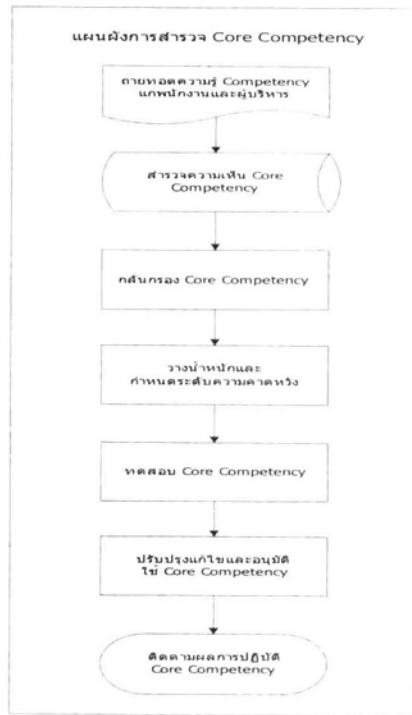 แผนผังการสำรวจ Core Competency
ถ่ายทอดความรู้ Competency
แก่พนักงานและผู้บริหาร
สำรวจความเห็น Core
Competency
กลั่นกรอง Core Competency
วางน้ำหนักและ
กำหนดระดับความคาดหวัง
ทดสอบ Core Competency
ปรับปรุงแก้ไขและอนุมัติ
ใช้ Core Competency
ติดตามผลการปฏิบัติ
Core Competency